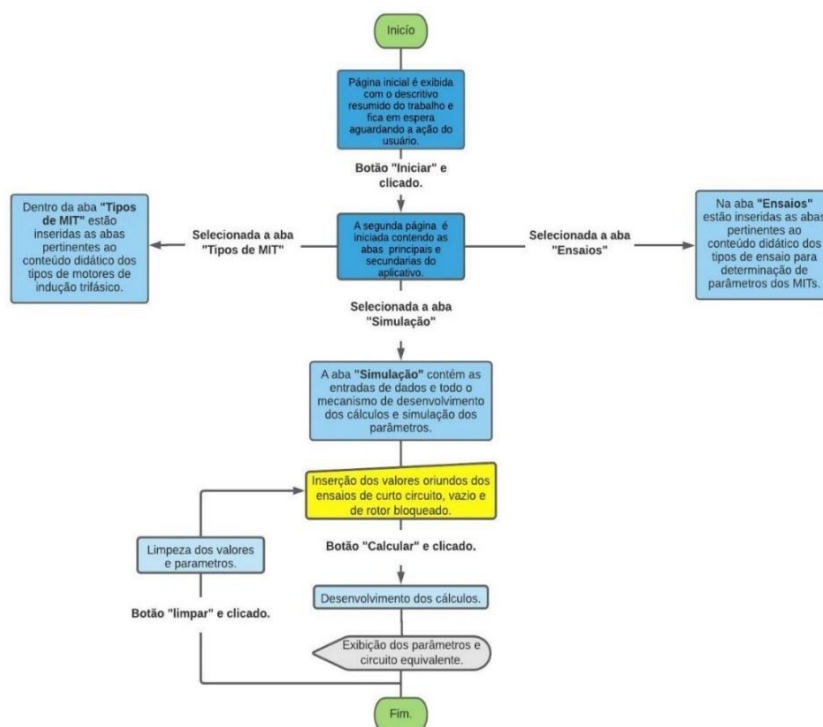 Inicío
Página inicial é exibida
com o descritivo
resumido do trabalho e
fica em espera
aguardando a ação do
usuário.
Botão "Iniciar" e
clicado.
Dentro da aba "Tipos
de MIT" estão
inseridas as abas
pertinentes ao
conteúdo didático dos
tipos de motores de
indução trifásico.
Selecionada a aba
"Tipos de MIT"
A segunda página é
iniciada contendo as
abas principais e
secundarias do
aplicativo.
Selecionada a aba
"Ensaios"
Na aba "Ensaios"
estão inseridas as abas
pertinentes ao
conteúdo didático dos
tipos de ensaio para
determinação de
parâmetros dos MITs.
Selecionada a aba
"Simulação"
A aba "Simulação" contém as
entradas de dados e todo o
mecanismo de desenvolvimento
dos cálculos e simulação dos
parâmetros.
Inserção dos valores oriundos dos
ensaios de curto circuito, vazio e
de rotor bloqueado.
Botão "Calcular" e clicado.
Limpeza dos valores
e parametros.
Desenvolvimento dos cálculos.
Botão "limpar" e clicado.
Exibição dos parâmetros e
circuito equivalente.
Fim.